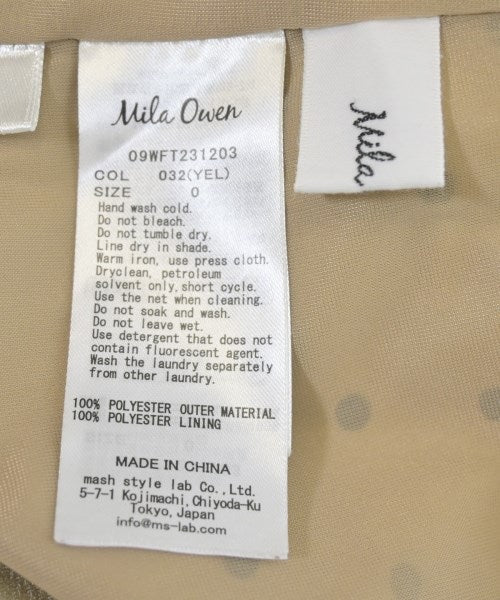 Mila Owen
09WFT231203
COL 032(YEL)
SIZE 0
Hand wash cold.
Do not bleach.
Do not tumble dry.
Line dry in shade.
Warm iron, use press cloth.
Dryclean, petroleum
solvent only, short cycle.
Use the net when cleaning.
Do not soak and wash.
Do not leave wet.
Use detergent that does not
contain fluorescent agent.
Wash the laundry separately
from other laundry.
100% POLYESTER OUTER MATERIAL
100% POLYESTER LINING
MADE IN CHINA
mash style lab Co., Ltd.
5-7-1 Kojimachi, Chiyoda-Ku
Tokyo, Japan
info@ms-lab.com
Mila